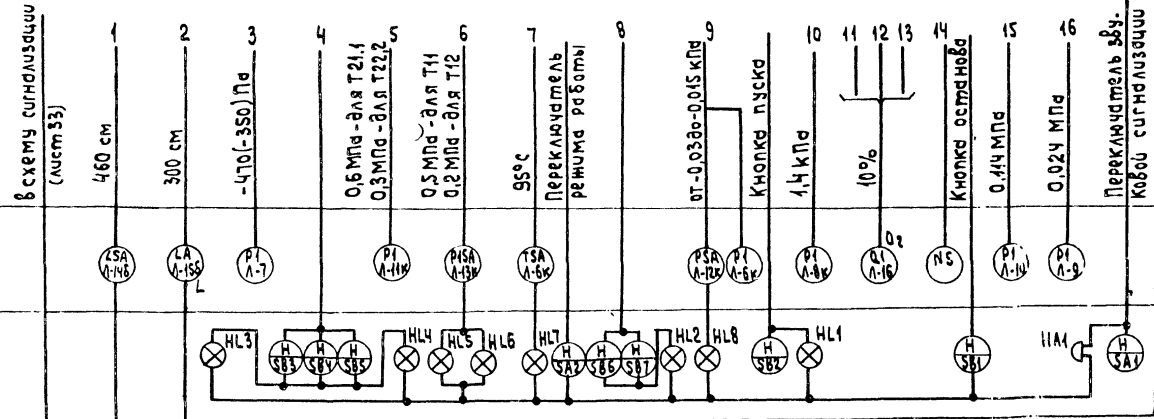 в схему сигнализации
(лист 33)
1
460 см
2
300 см
3
-470(-350)Па
4
5
0,6 МПа-для Т21.1
0,3 МПа-для Т22,2
6
0,5 МПа-для Т11
0,2 МПа-для Т12
7
95°С
Переключатель
режима работы
8
9
от-0,03до-0,015кПа
Кнопка пуска
10
1,4 кПа
11
12
13
10%
14
Кнопка останова
15
0,114 МПа
16
0,024 МПа
Переключатель зву-
ковой сигнализации
LSA
Л-14б
LA
Л-15б
L
PI
Л-7
PI
Л-11к
PISA
Л-13к
TSA
Л-6к
PSA
Л-12к
PI
Л-6к
PI
Л-8к
QI
Л-16
O2
NS
PI
Л-14
PI
Л-9
HL3
H
SB3
H
SB4
H
SB5
HL4
HL5
HL6
HL7
H
SA2
H
SB6
H
SB7
HL2
HL8
H
SB2
HL1
H
SB1
HA1
H
SA1